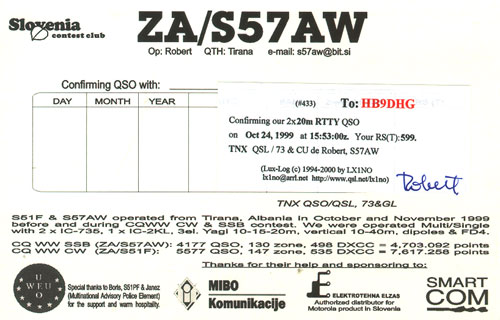 Slovenia
contest club
ZA/S57AW
Op: Robert QTH: Tirana e-mail: s57aw@bit.si
Confirming QSO with:
DAY MONTH YEAR
(#433) To: HB9DHG
Confirming our 2x20m RTTY QSO
on Oct 24, 1999 at 15:53:00z. Your RS(T): 599.
TNX QSL / 73 & CU de Robert, S57AW
(Lux-Log (c) 1994-2000 by LX1NO
lx1no@arrl.net http://www.qsl.net/lx1no)
Robert
TNX QSO/QSL, 73&GL
S51F & S57AW operated from Tirana, Albania in October and November 1999
before and during CQWW CW & SSB contest. We were operated Multi/Single
with 2 x IC-735, 1 x IC-2KL, 3el. Yagi 10-15-20m, vertical 10-40m, dipoles & FD4.
CQ WW SSB (ZA/S57AW): 4177 QSO, 130 zone, 498 DXCC = 4,703.092 points
CQ WW CW (ZA/S51F): 5577 QSO, 147 zone, 535 DXCC = 7,617.258 points
Thanks for their help and sponsoring to:
WEU
Special thanks to Boris, S51PF & Janez
(Multinational Advisory Police Element)
for the support and warm hospitality.
MIBO
Komunikacije
ELEKTROTEHNA ELZAS
Authorized distributor for
Motorola product in Slovenia
SMART
COM